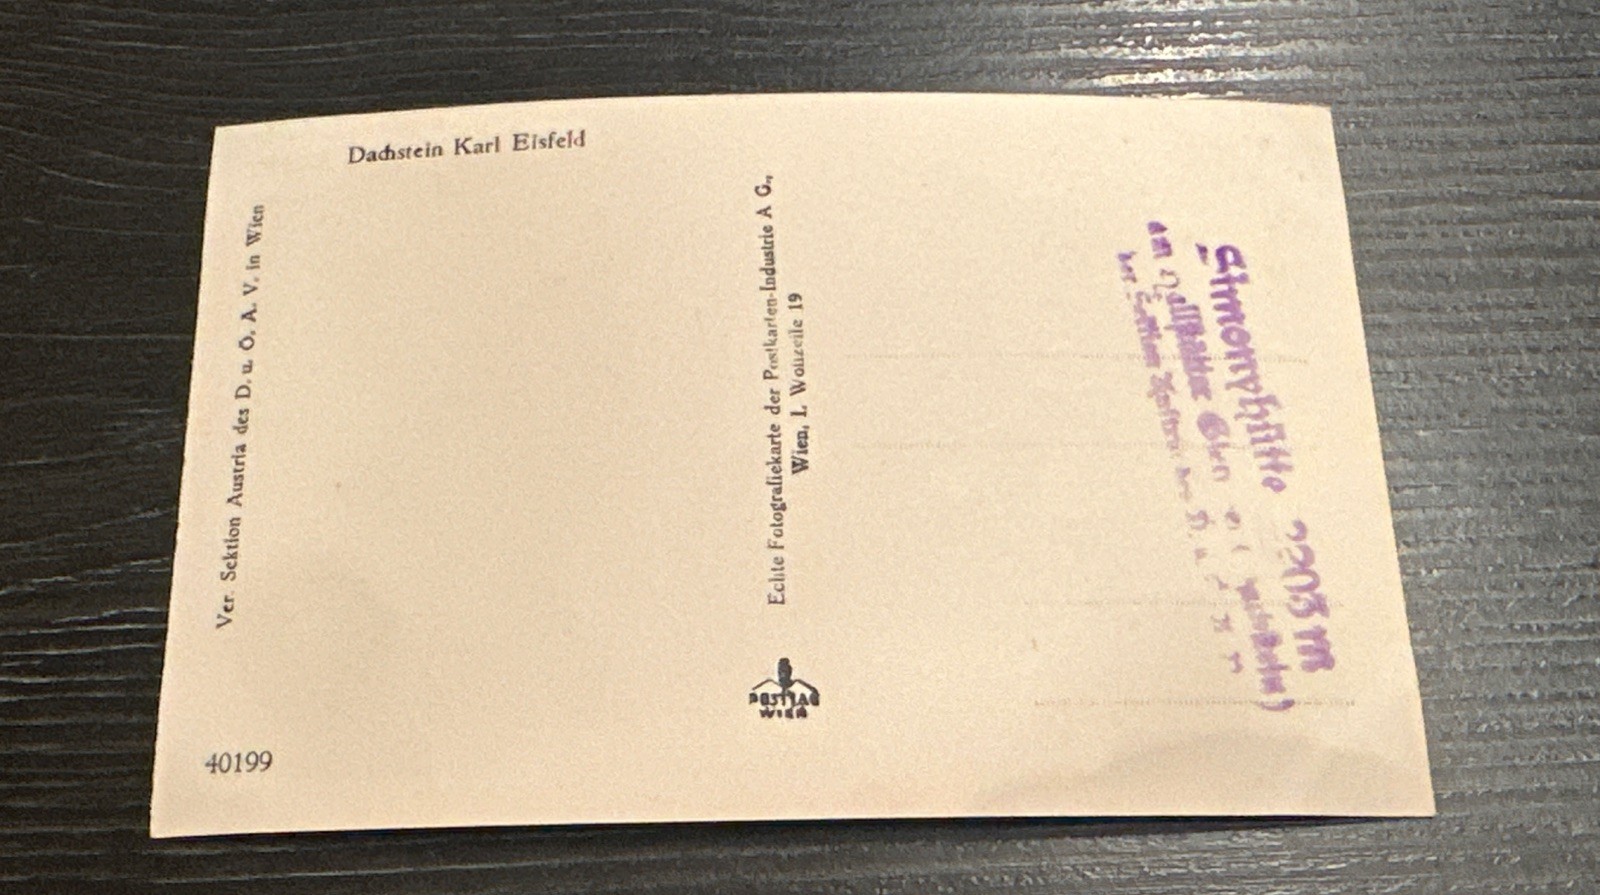 Dachstein Karl Eisfeld
Ver. Sektion Austria des D. u. Ö. A. V. in Wien
40199
Echte Fotografiekarte der Postkarten-Industrie A G.,
Wien, I. Wollzeile 19
POSTIAG
WIEN
Simonyhütte 2203 m